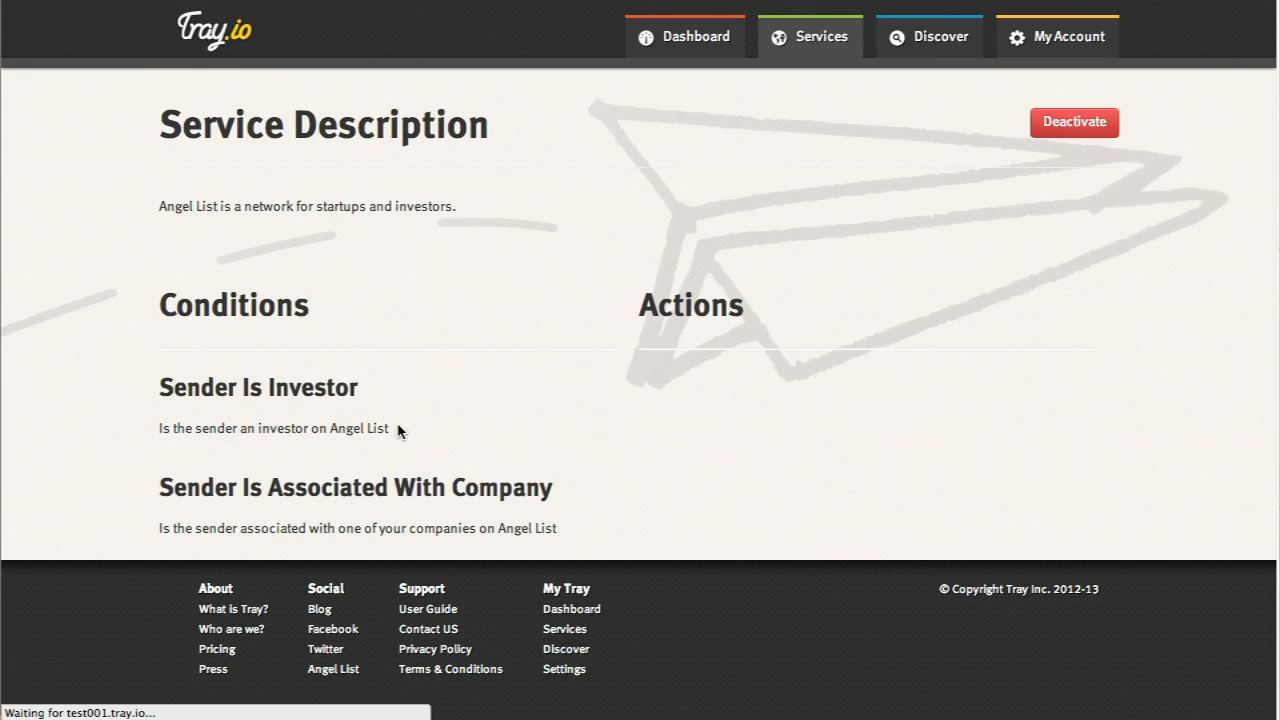 Tray.io
Dashboard
Services
Discover
My Account
Service Description
Deactivate
Angel List is a network for startups and investors.
Conditions
Actions
Sender Is Investor
Is the sender an investor on Angel List
Sender Is Associated With Company
Is the sender associated with one of your companies on Angel List
About
What is Tray?
Who are we?
Pricing
Press
Social
Blog
Facebook
Twitter
Angel List
Support
User Guide
Contact US
Privacy Policy
Terms & Conditions
My Tray
Dashboard
Services
Discover
Settings
© Copyright Tray Inc. 2012-13
Waiting for test001.tray.io...